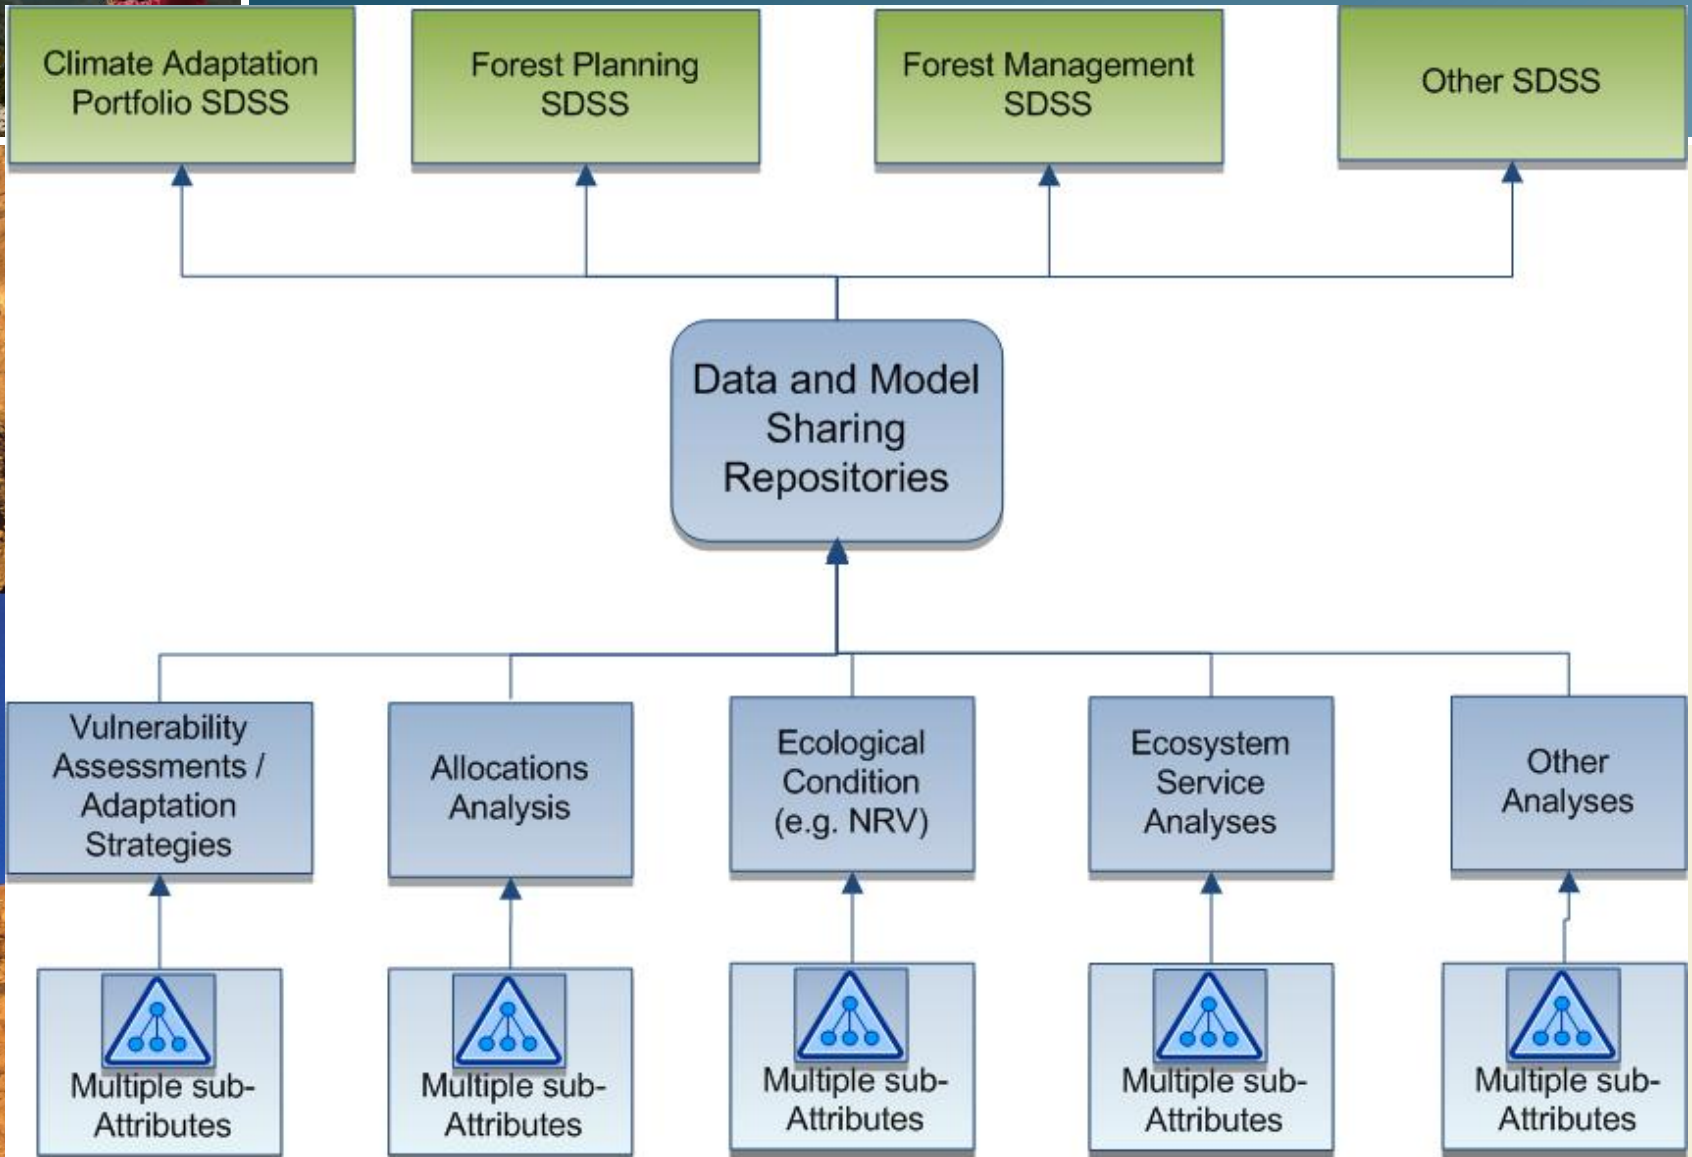 Climate Adaptation
Portfolio SDSS
Forest Planning
SDSS
Forest Management
SDSS
Other SDSS
Data and Model
Sharing
Repositories
Vulnerability
Assessments /
Adaptation
Strategies
Allocations
Analysis
Ecological
Condition
(e.g. NRV)
Ecosystem
Service
Analyses
Other
Analyses
Multiple sub-
Attributes
Multiple sub-
Attributes
Multiple sub-
Attributes
Multiple sub-
Attributes
Multiple sub-
Attributes